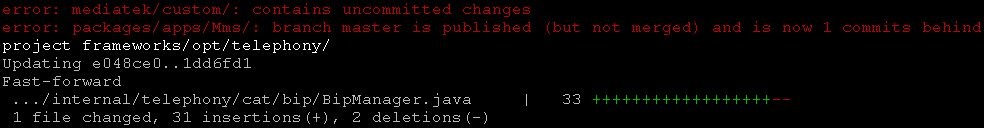 error: mediatek/custom/: contains uncommitted changes
error: packages/apps/Mms/: branch master is published (but not merged) and is now 1 commits behind
project frameworks/opt/telephony/
Updating e048ce0..1dd6fd1
Fast-forward
 .../internal/telephony/cat/bip/BipManager.java     |   33 ++++++++++++++++++--
 1 file changed, 31 insertions(+), 2 deletions(-)